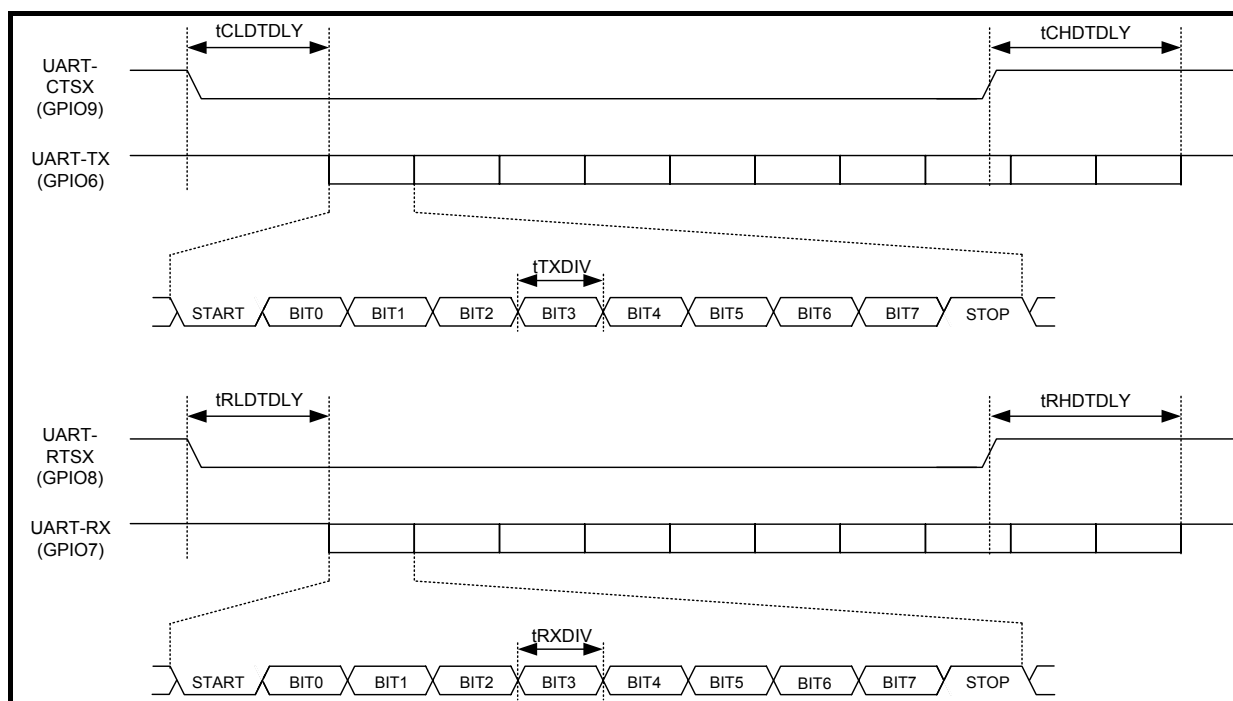 tCLDTDLY
tCHDTDLY
UART-
CTSX
(GPIO9)
UART-TX
(GPIO6)
tTXDIV
START BIT0 BIT1 BIT2 BIT3 BIT4 BIT5 BIT6 BIT7 STOP
tRLDTDLY
tRHDTDLY
UART-
RTSX
(GPIO8)
UART-RX
(GPIO7)
tRXDIV
START BIT0 BIT1 BIT2 BIT3 BIT4 BIT5 BIT6 BIT7 STOP